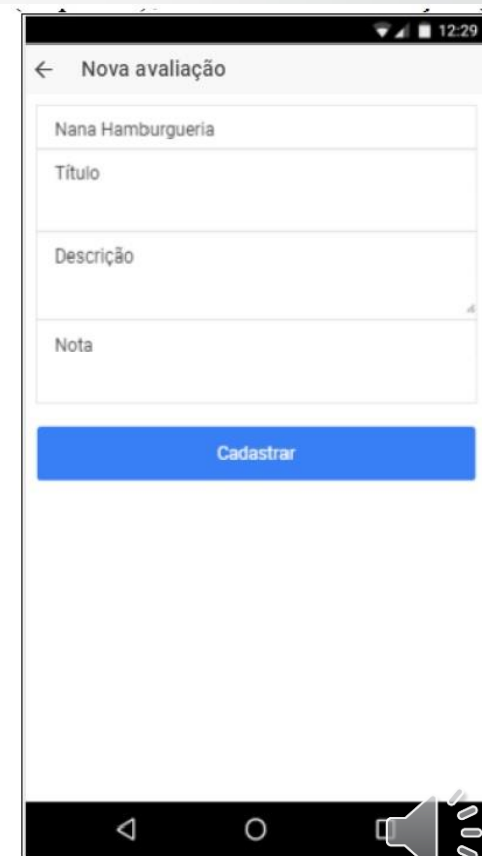 12:29
Nova avaliação
Nana Hamburgueria
Título
Descrição
Nota
Cadastrar